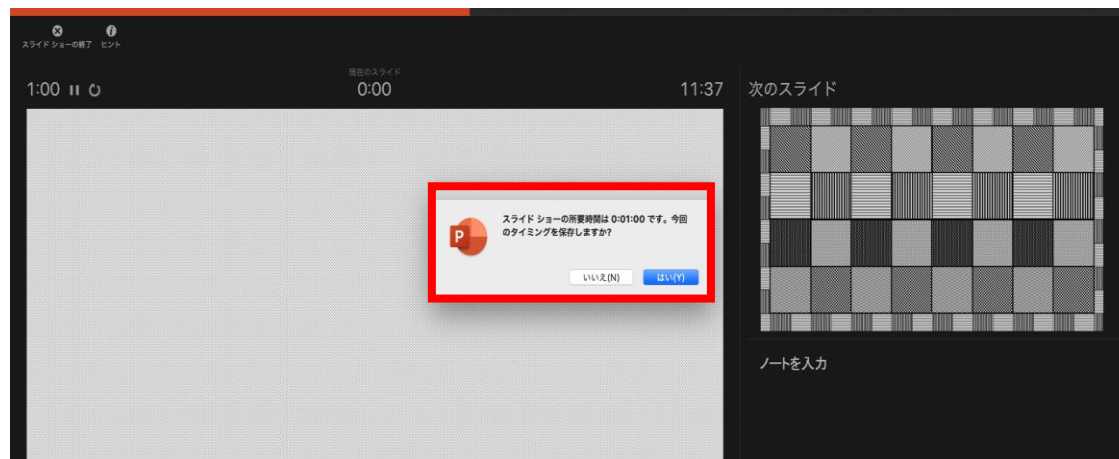 スライド ショーの終了 ヒント
現在のスライド
1:00
0:00
11:37
次のスライド
スライド ショーの所要時間は 0:01:00 です。今回
のタイミングを保存しますか?
P
いいえ(N)
はい(Y)
ノートを入力